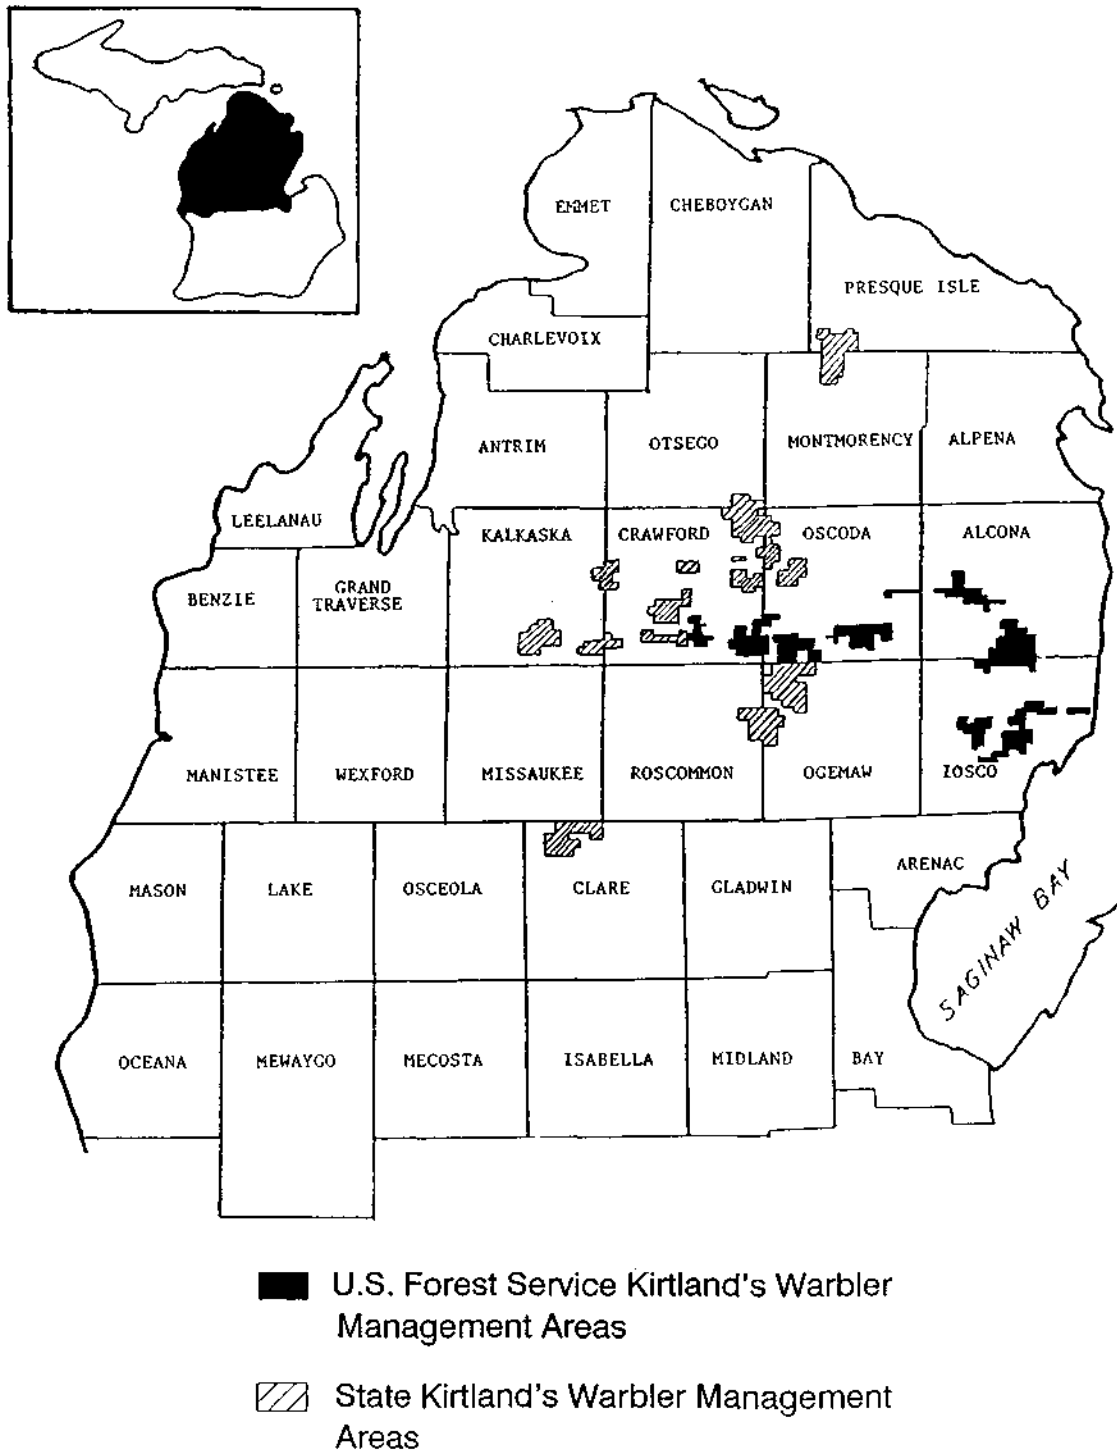 EMMET
CHEBOYGAN
PRESQUE ISLE
CHARLEVOIX
ANTRIM
OTSEGO
MONTMORENCY
ALPENA
LEELANAU
KALKASKA
CRAWFORD
OSCODA
ALCONA
BENZIE
GRAND
TRAVERSE
MANISTEE
WEXFORD
MISSAUKEE
ROSCOMMON
OGEMAW
IOSCO
MASON
LAKE
OSCEOLA
CLARE
GLADWIN
ARENAC
SAGINAW BAY
OCEANA
MEWAYGO
MECOSTA
ISABELLA
MIDLAND
BAY
U.S. Forest Service Kirtland's Warbler
Management Areas
State Kirtland's Warbler Management
Areas